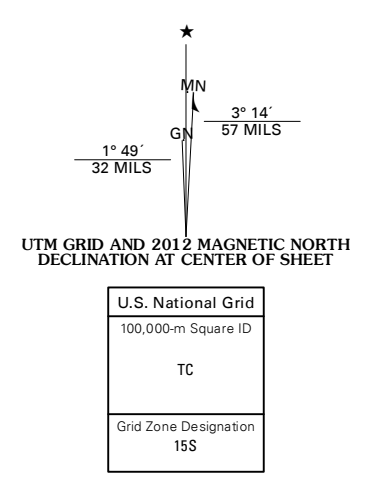 ★
MN
3° 14´
57 MILS
GN
1° 49´
32 MILS
UTM GRID AND 2012 MAGNETIC NORTH
DECLINATION AT CENTER OF SHEET
U.S. National Grid
100,000-m Square ID
TC
Grid Zone Designation
15S